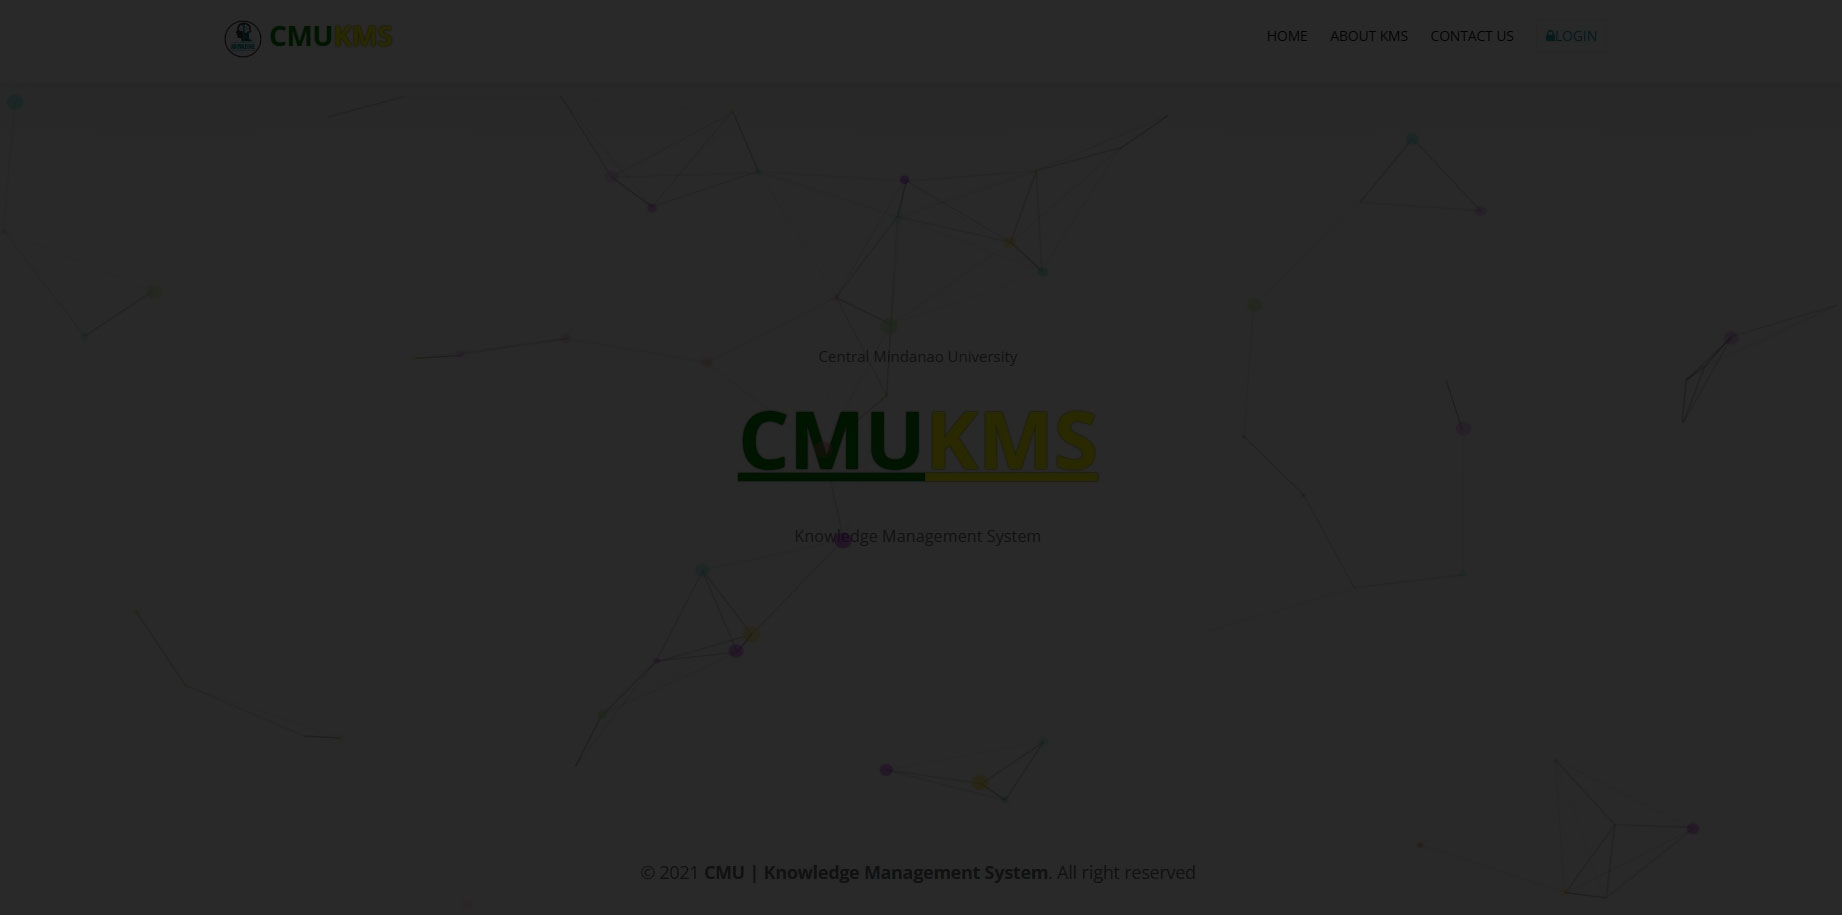 CMUKMS
HOME ABOUT KMS CONTACT US LOGIN
Central Mindanao University
CMUKMS
Knowledge Management System
© 2021 CMU | Knowledge Management System. All right reserved